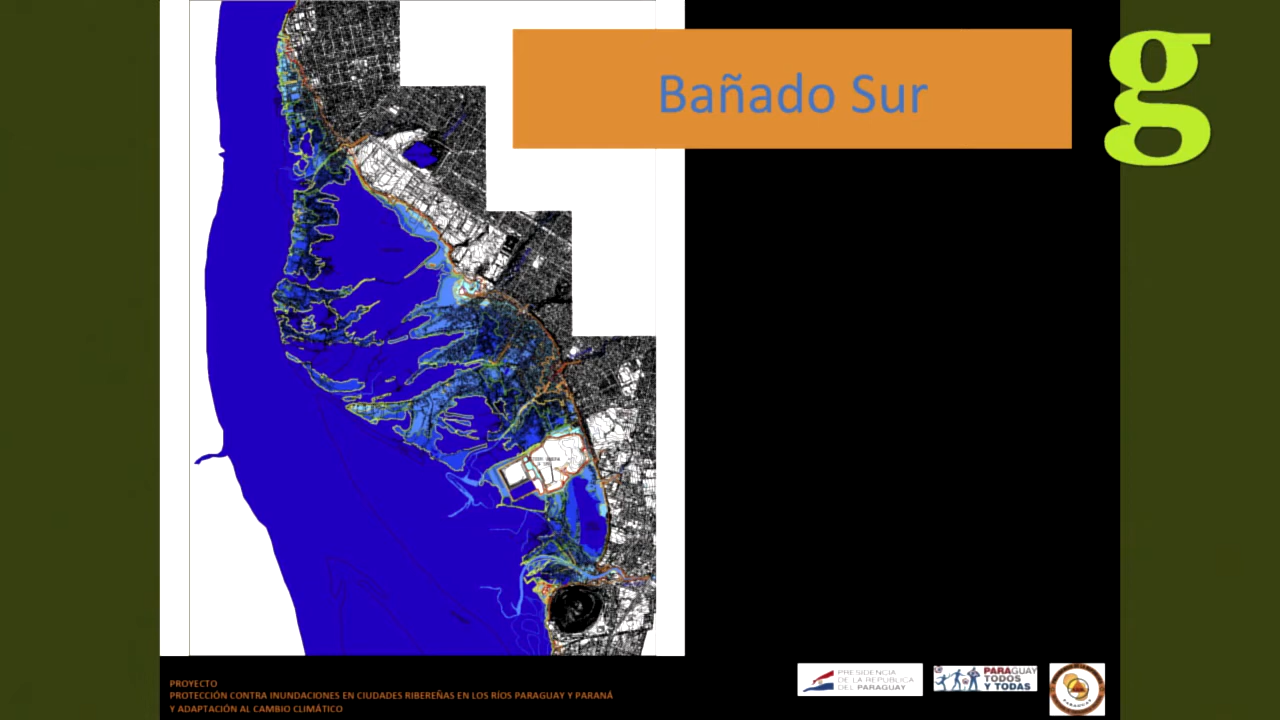 Bañado Sur
g
PRESIDENCIA
DE LA REPÚBLICA
DEL PARAGUAY
PARAGUAY
TODOS
Y TODAS
PROYECTO
PROTECCIÓN CONTRA INUNDACIONES EN CIUDADES RIBEREÑAS EN LOS RÍOS PARAGUAY Y PARANÁ
Y ADAPTACIÓN AL CAMBIO CLIMÁTICO